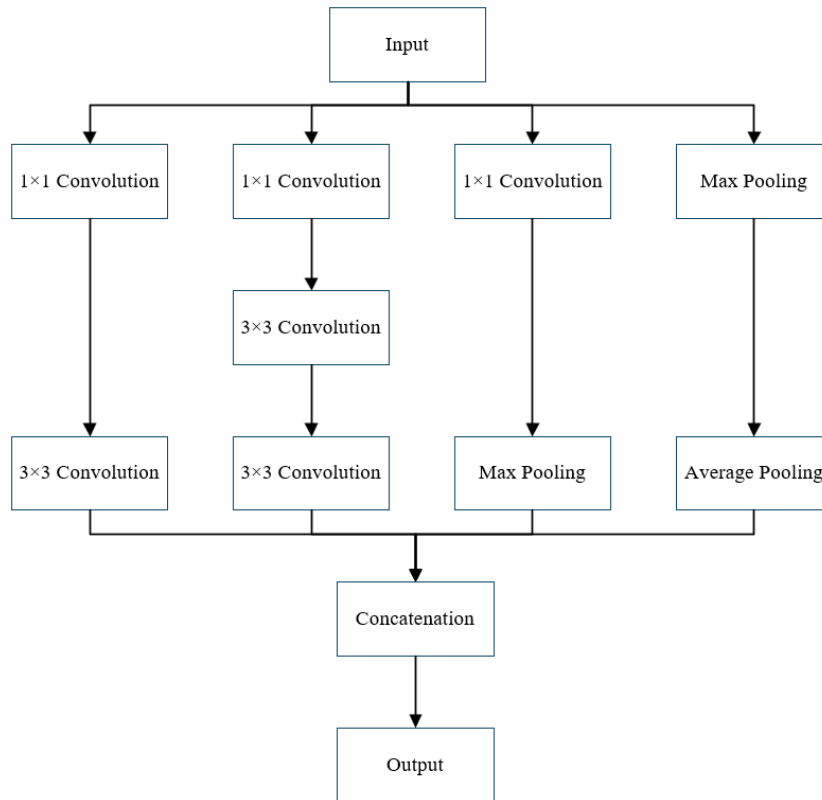 Input
1×1 Convolution
1×1 Convolution
1×1 Convolution
Max Pooling
3×3 Convolution
3×3 Convolution
3×3 Convolution
Max Pooling
Average Pooling
Concatenation
Output